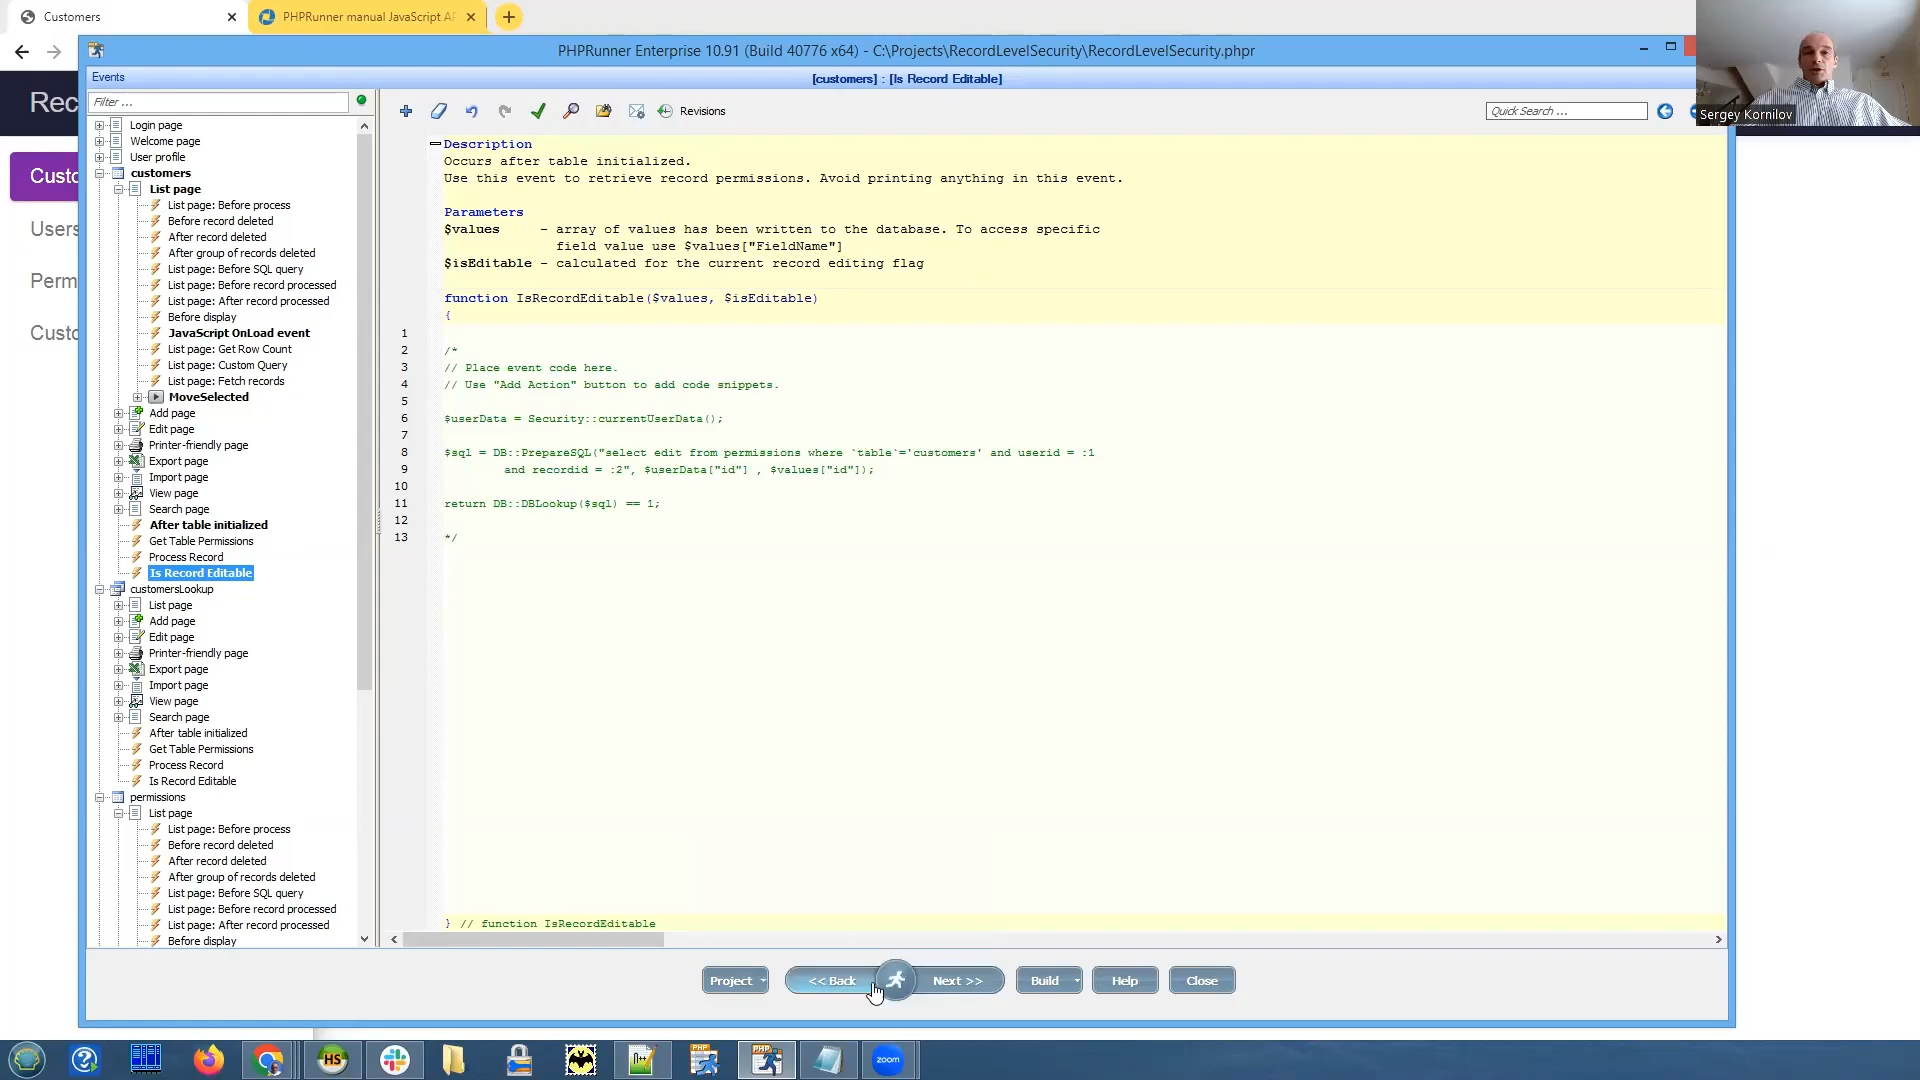 Customers
PHPRunner manual JavaScript AP
PHPRunner Enterprise 10.91 (Build 40776 x64) - C:\Projects\RecordLevelSecurity\RecordLevelSecurity.phpr
Events
[customers] : [Is Record Editable]
Rec
Custo
Users
Perm
Custo
Filter ...
Revisions
Quick Search ...
Sergey Kornilov
Login page
Welcome page
User profile
customers
List page
List page: Before process
Before record deleted
After record deleted
After group of records deleted
List page: Before SQL query
List page: Before record processed
List page: After record processed
Before display
JavaScript OnLoad event
List page: Get Row Count
List page: Custom Query
List page: Fetch records
MoveSelected
Add page
Edit page
Printer-friendly page
Export page
Import page
View page
Search page
After table initialized
Get Table Permissions
Process Record
Is Record Editable
customersLookup
List page
Add page
Edit page
Printer-friendly page
Export page
Import page
View page
Search page
After table initialized
Get Table Permissions
Process Record
Is Record Editable
permissions
List page
List page: Before process
Before record deleted
After record deleted
After group of records deleted
List page: Before SQL query
List page: Before record processed
List page: After record processed
Before display
Description
Occurs after table initialized.
Use this event to retrieve record permissions. Avoid printing anything in this event.
Parameters
$values - array of values has been written to the database. To access specific
field value use $values["FieldName"]
$isEditable - calculated for the current record editing flag
function IsRecordEditable($values, $isEditable)
{
1
2 /*
3 // Place event code here.
4 // Use "Add Action" button to add code snippets.
5
6 $userData = Security::currentUserData();
7
8 $sql = DB::PrepareSQL("select edit from permissions where `table`='customers' and userid = :1
9 and recordid = :2", $userData["id"] , $values["id"]);
10
11 return DB::DBLookup($sql) == 1;
12
13 */
} // function IsRecordEditable
Project
<< Back
Next >>
Build
Help
Close
HS
PHP
PHP
zoom